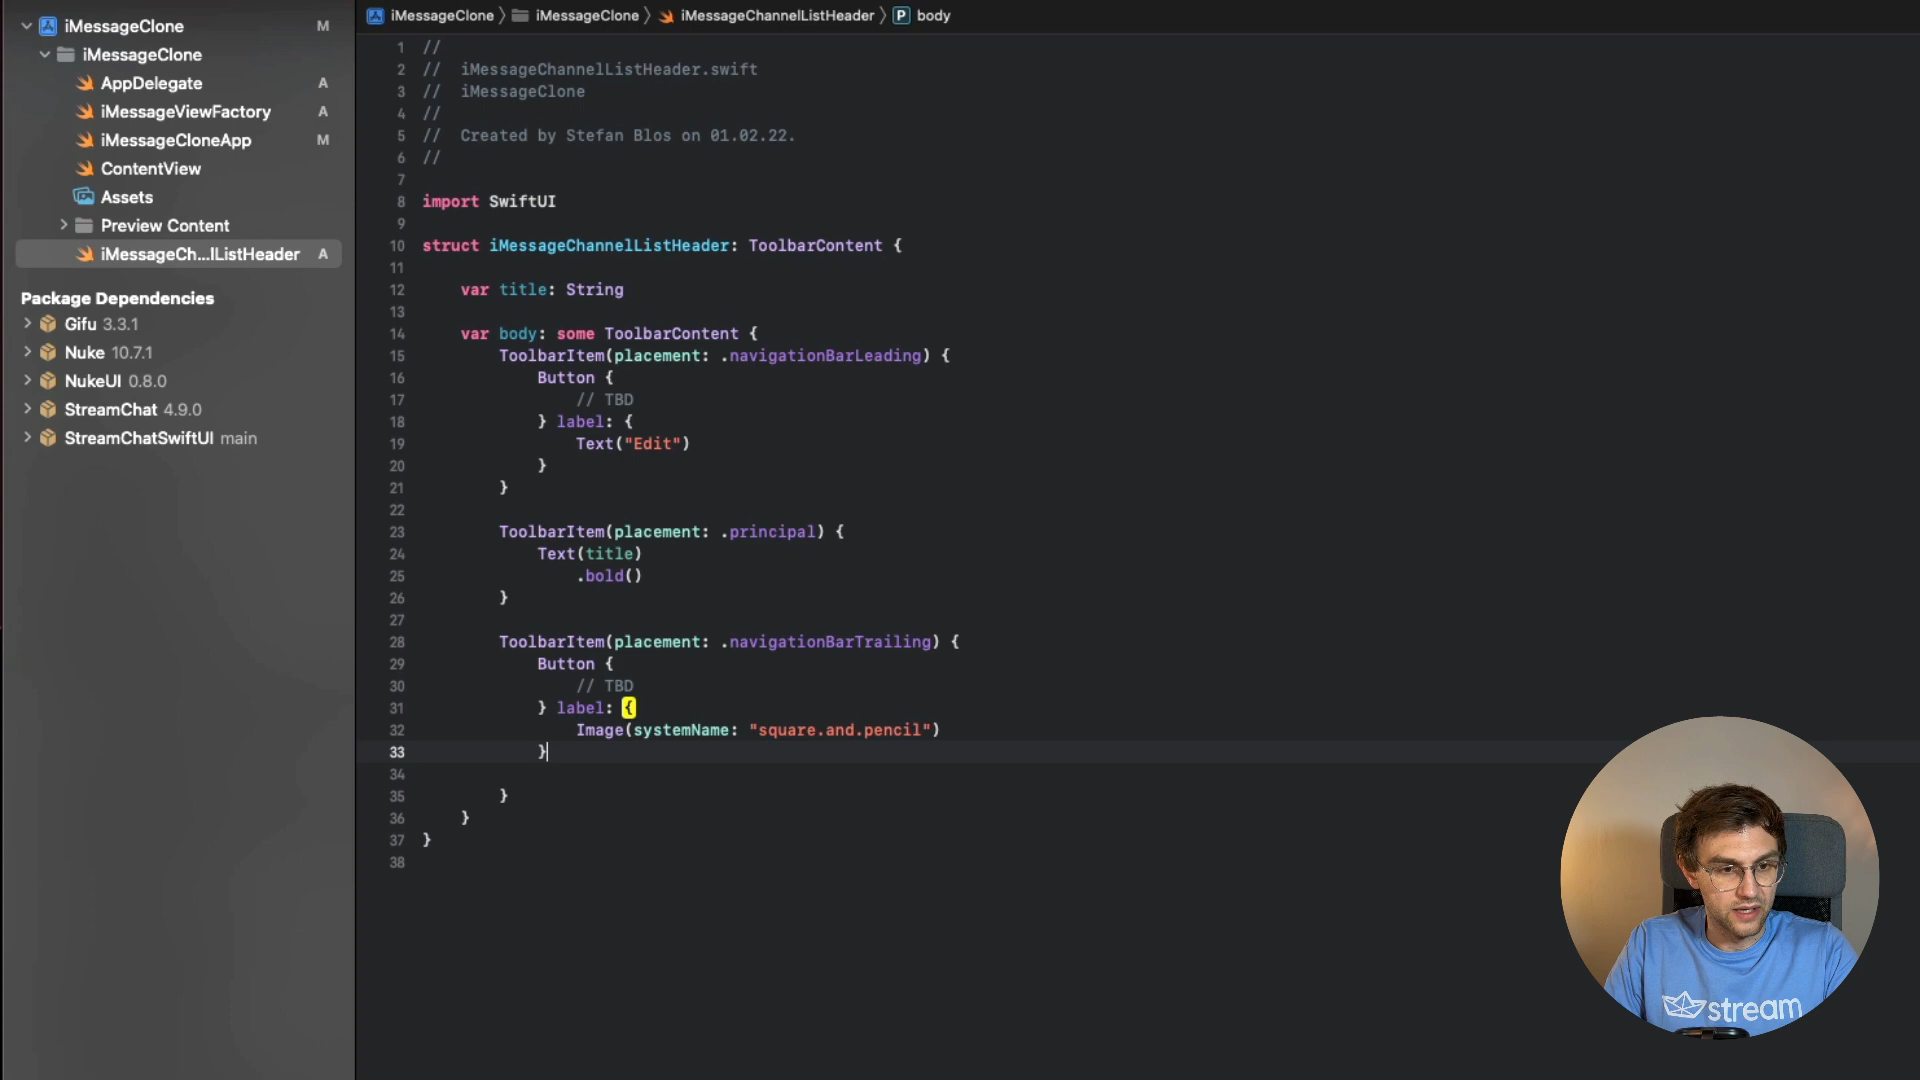 iMessageClone M
iMessageClone
AppDelegate A
iMessageViewFactory A
iMessageCloneApp M
ContentView
Assets
Preview Content
iMessageCh...lListHeader A
Package Dependencies
Gifu 3.3.1
Nuke 10.7.1
NukeUI 0.8.0
StreamChat 4.9.0
StreamChatSwiftUI main
iMessageClone iMessageClone iMessageChannelListHeader P body
1 //
2 //  iMessageChannelListHeader.swift
3 //  iMessageClone
4 //
5 //  Created by Stefan Blos on 01.02.22.
6 //
7
8 import SwiftUI
9
10 struct iMessageChannelListHeader: ToolbarContent {
11
12     var title: String
13
14     var body: some ToolbarContent {
15         ToolbarItem(placement: .navigationBarLeading) {
16             Button {
17                 // TBD
18             } label: {
19                 Text("Edit")
20             }
21         }
22
23         ToolbarItem(placement: .principal) {
24             Text(title)
25                 .bold()
26         }
27
28         ToolbarItem(placement: .navigationBarTrailing) {
29             Button {
30                 // TBD
31             } label: {
32                 Image(systemName: "square.and.pencil")
33             }
34
35         }
36     }
37 }
38
stream